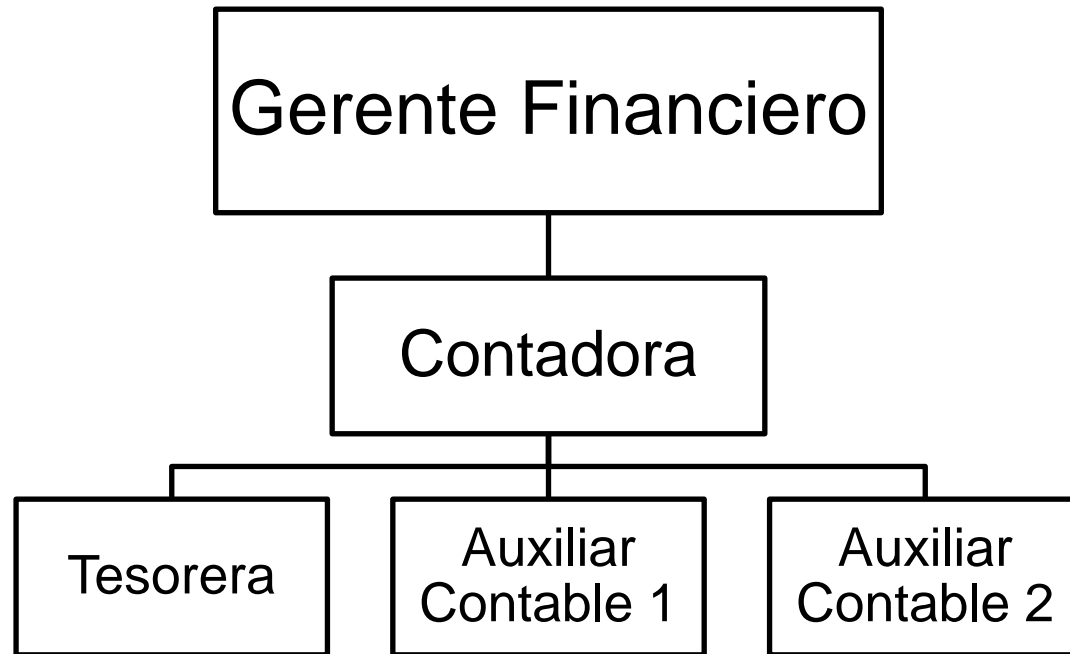 Gerente Financiero
Contadora
Tesorera
Auxiliar
Contable 1
Auxiliar
Contable 2